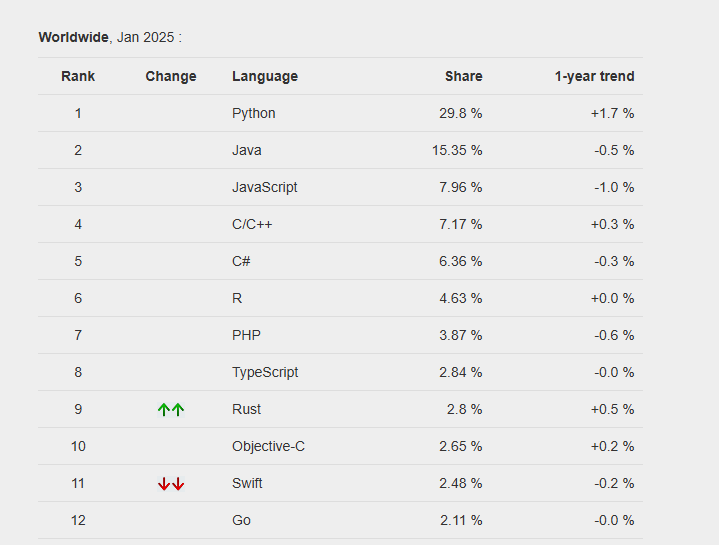 Worldwide, Jan 2025 :
Rank Change Language Share 1-year trend
1 Python 29.8 % +1.7 %
2 Java 15.35 % -0.5 %
3 JavaScript 7.96 % -1.0 %
4 C/C++ 7.17 % +0.3 %
5 C# 6.36 % -0.3 %
6 R 4.63 % +0.0 %
7 PHP 3.87 % -0.6 %
8 TypeScript 2.84 % -0.0 %
9 ↑↑ Rust 2.8 % +0.5 %
10 Objective-C 2.65 % +0.2 %
11 ↓↓ Swift 2.48 % -0.2 %
12 Go 2.11 % -0.0 %